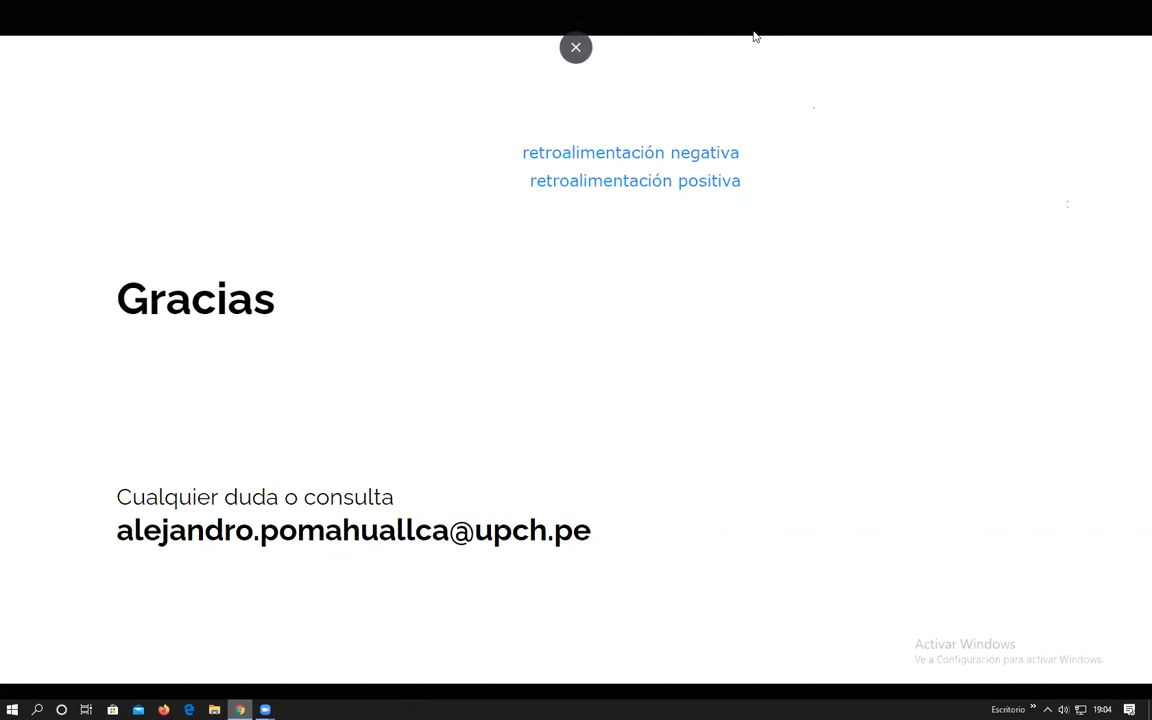 retroalimentación negativa
retroalimentación positiva
Gracias
Cualquier duda o consulta
alejandro.pomahuallca@upch.pe
Activar Windows
Ve a Configuración para activar Windows.
Escritorio
19:04